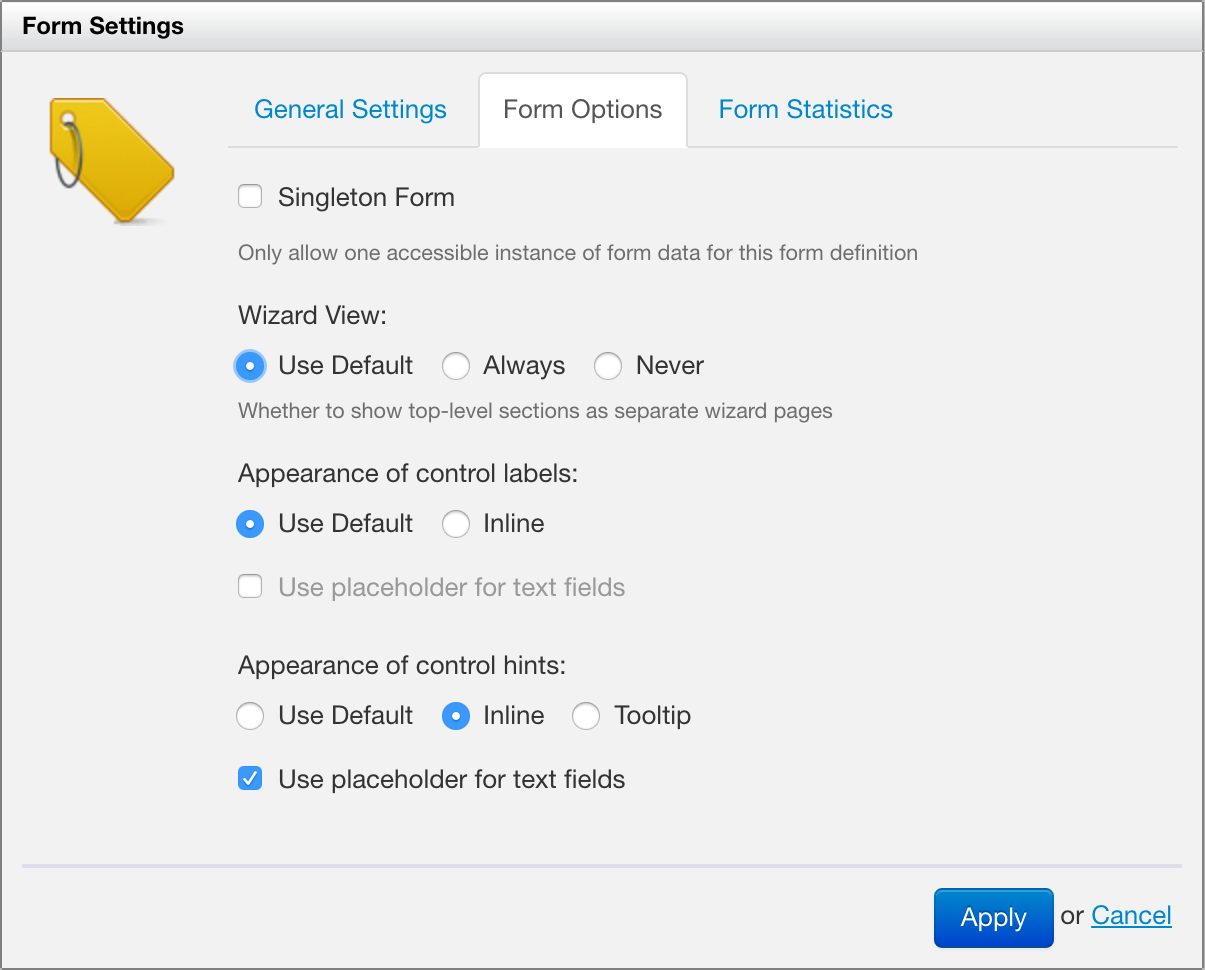 Form Settings
General Settings Form Options Form Statistics
Singleton Form
Only allow one accessible instance of form data for this form definition
Wizard View:
Use Default Always Never
Whether to show top-level sections as separate wizard pages
Appearance of control labels:
Use Default Inline
Use placeholder for text fields
Appearance of control hints:
Use Default Inline Tooltip
Use placeholder for text fields
Apply or Cancel